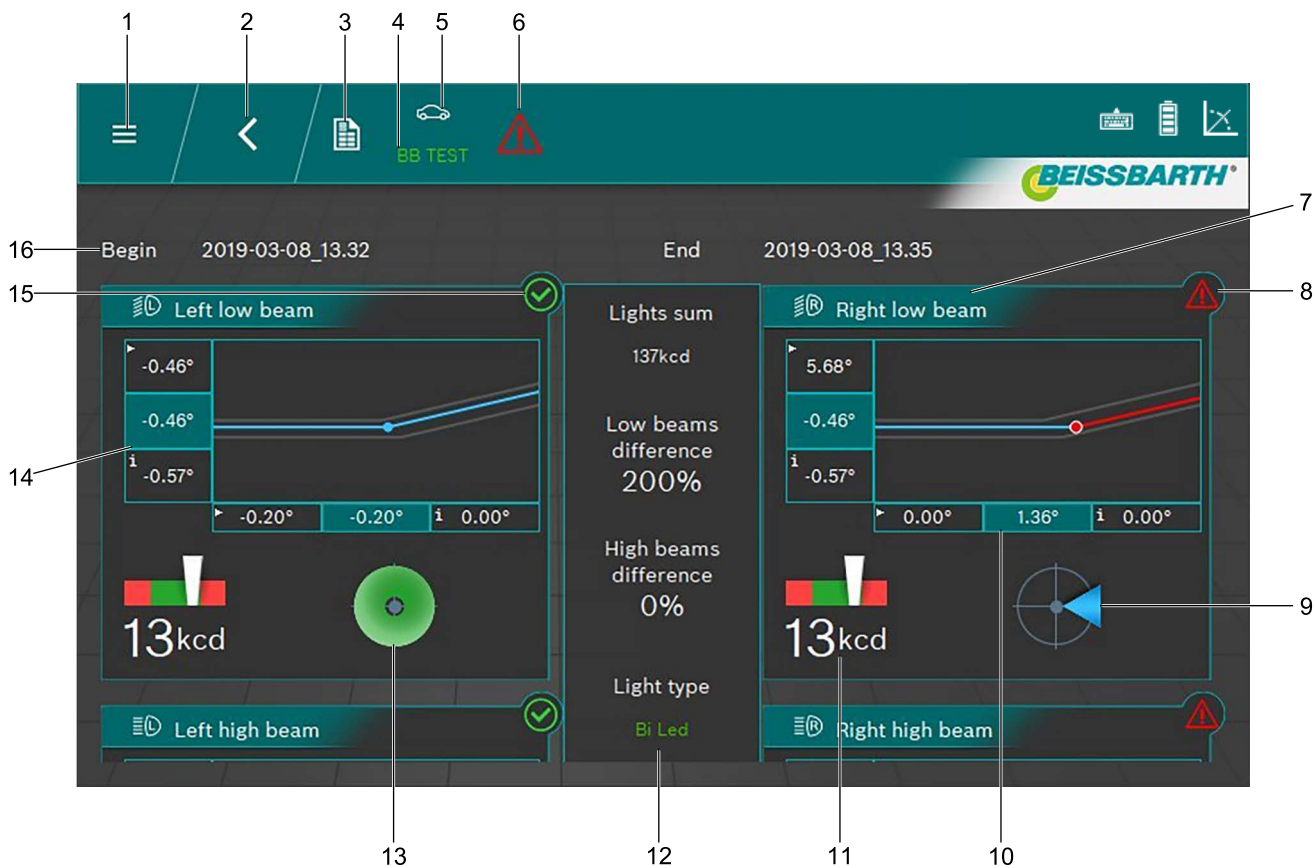 1 2 3 4 5 6
BB TEST
BEISSBARTH
7
16 Begin 2019-03-08_13.32 End 2019-03-08_13.35
15 8
L Left low beam
-0.46°
-0.46°
i -0.57°
-0.20° -0.20° i 0.00°
13kcd
14
Lights sum
137kcd
Low beams
difference
200%
High beams
difference
0%
Light type
Bi Led
R Right low beam
5.68°
-0.46°
i -0.57°
0.00° 1.36° i 0.00°
13kcd
9
L Left high beam
R Right high beam
13 12 11 10